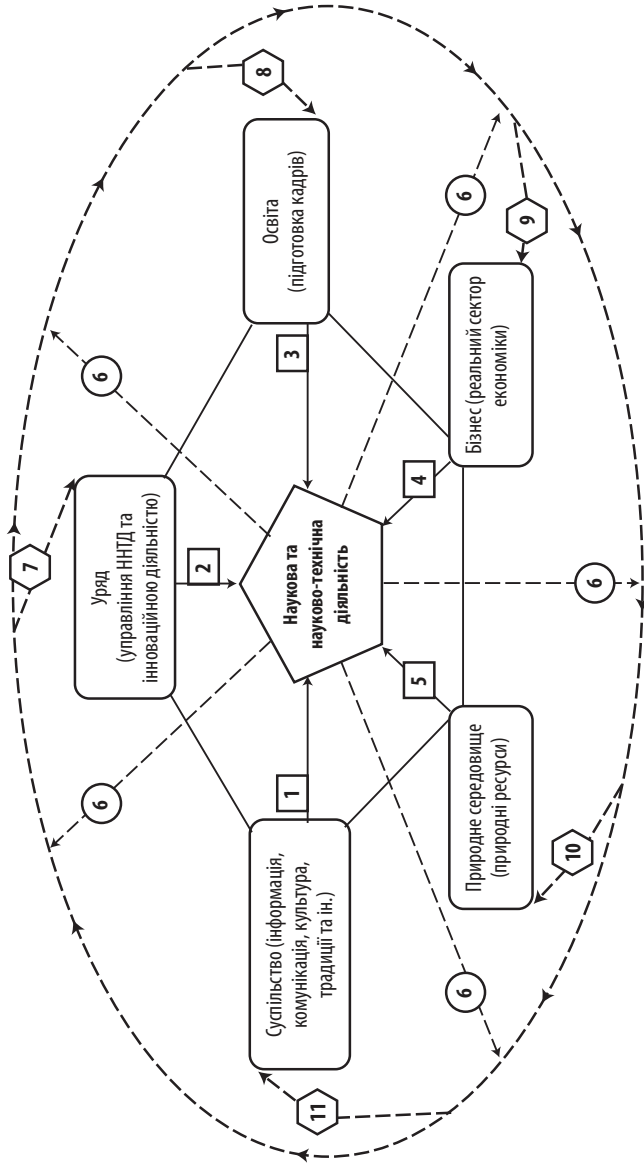 7
8
Уряд
(управління ННТД та
інноваційною діяльністю)
6
6
2
Освіта
(підготовка кадрів)
3
Суспільство (інформація,
комунікація, культура,
традиції та ін.)
1
Наукова та
науково-технічна
діяльність
11
5
4
6
6
Природне середовище
(природні ресурси)
Бізнес (реальний сектор
економіки)
9
10
6